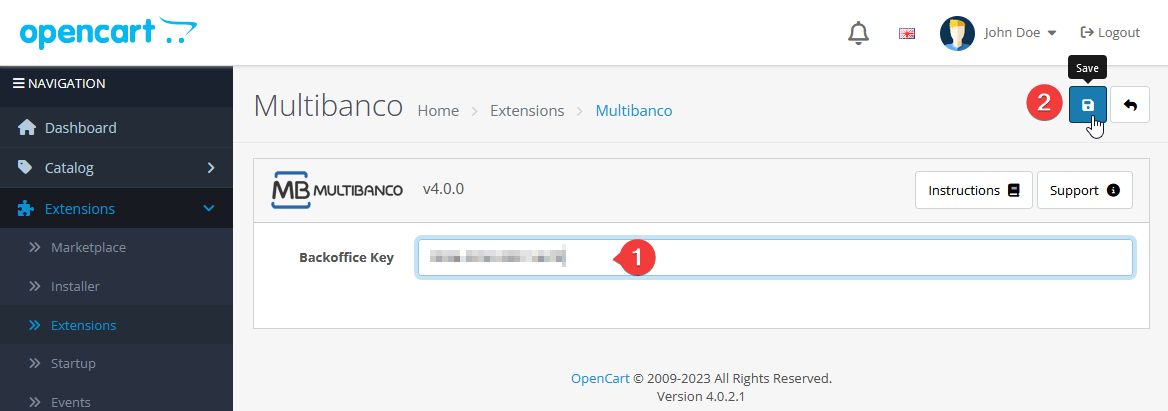 opencart
John Doe
Logout
NAVIGATION
Save
Multibanco Home Extensions Multibanco
2
Dashboard
Catalog
MB MULTIBANCO v4.0.0
Instructions
Support
Extensions
Marketplace
Backoffice Key
1
Installer
Extensions
Startup
OpenCart © 2009-2023 All Rights Reserved.
Version 4.0.2.1
Events